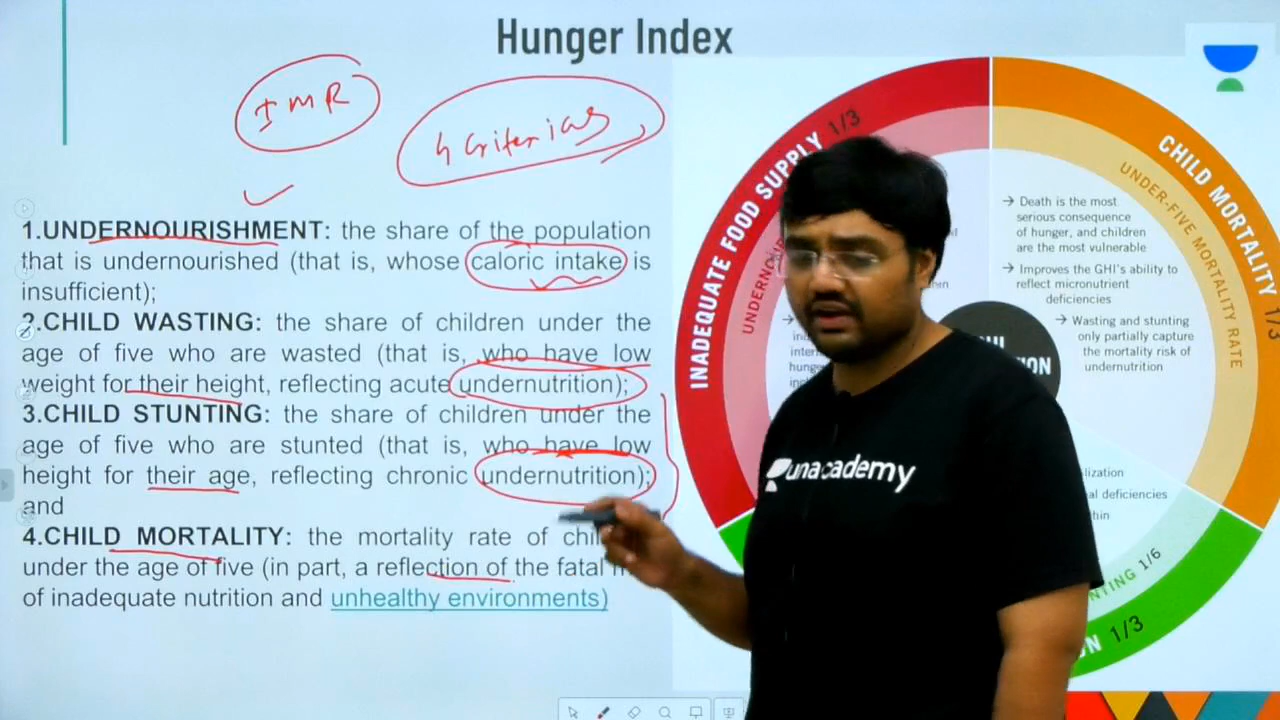 Hunger Index
IMR
4 Criterias
1.UNDERNOURISHMENT: the share of the population
that is undernourished (that is, whose caloric intake is
insufficient);
2.CHILD WASTING: the share of children under the
age of five who are wasted (that is, who have low
weight for their height, reflecting acute undernutrition);
3.CHILD STUNTING: the share of children under the
age of five who are stunted (that is, who have low
height for their age, reflecting chronic undernutrition);
and
4.CHILD MORTALITY: the mortality rate of
under the age of five (in part, a reflection of the fatal
of inadequate nutrition and unhealthy environments)
INADEQUATE FOOD SUPPLY 1/3
CHILD MORTALITY 1/3
UNDER-FIVE MORTALITY RATE
→ Death is the most
serious consequence
of hunger, and children
are the most vulnerable
→ Improves the GHI's ability to
reflect micronutrient
deficiencies
→ Wasting and stunting
only partially capture
the mortality risk of
undernutrition
deficiencies
1/6
1/3
unacademy